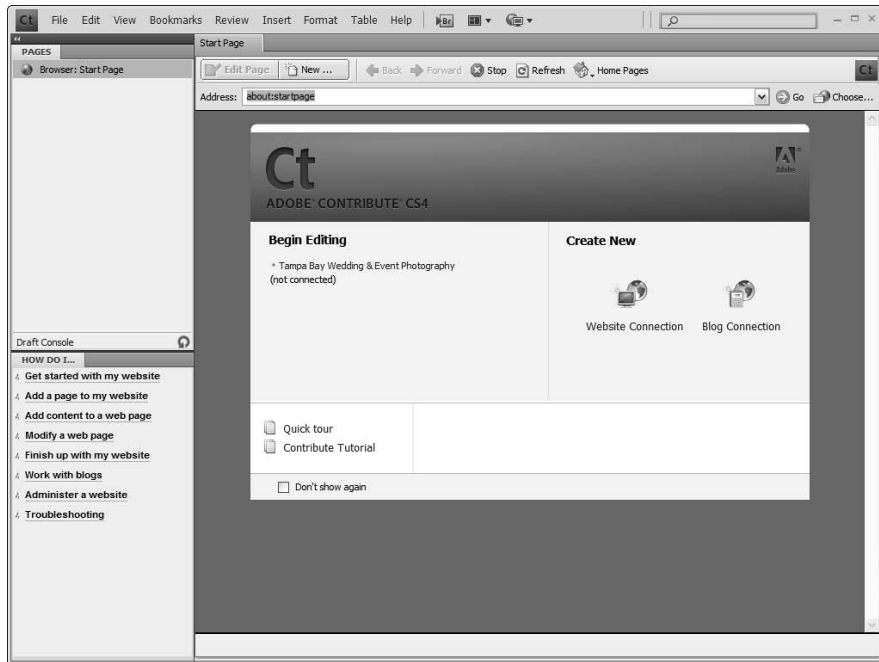 Ct File Edit View Bookmarks Review Insert Format Table Help Br
PAGES
Browser: Start Page
Start Page
Edit Page New ... Back Forward Stop Refresh Home Pages Ct
Address: about:startpage Go Choose...
Ct
ADOBE® CONTRIBUTE® CS4
Adobe
Begin Editing
* Tampa Bay Wedding & Event Photography
(not connected)
Create New
Website Connection Blog Connection
Draft Console
HOW DO I...
Get started with my website
Add a page to my website
Add content to a web page
Modify a web page
Finish up with my website
Work with blogs
Administer a website
Troubleshooting
Quick tour
Contribute Tutorial
Don't show again